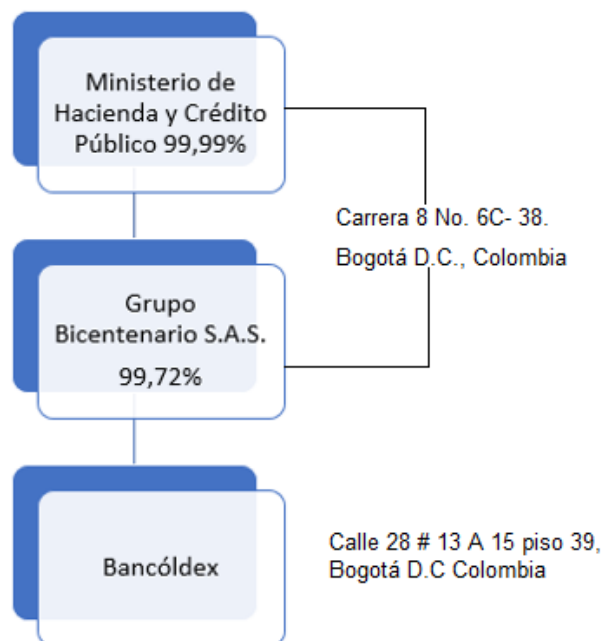 Ministerio de
Hacienda y Crédito
Público 99,99%
Carrera 8 No. 6C- 38.
Bogotá D.C., Colombia
Grupo
Bicentenario S.A.S.
99,72%
Bancóldex
Calle 28 # 13 A 15 piso 39,
Bogotá D.C Colombia